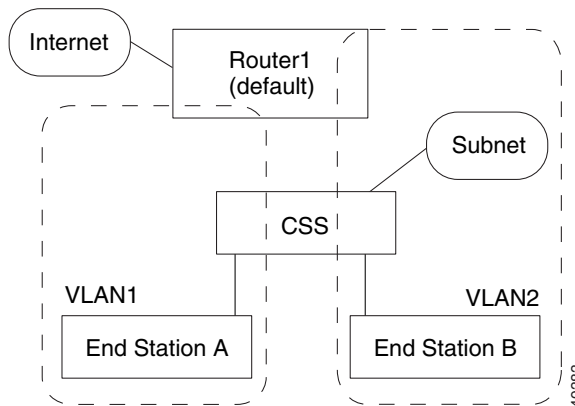 Internet
Router1
(default)
Subnet
CSS
VLAN1
VLAN2
End Station A
End Station B